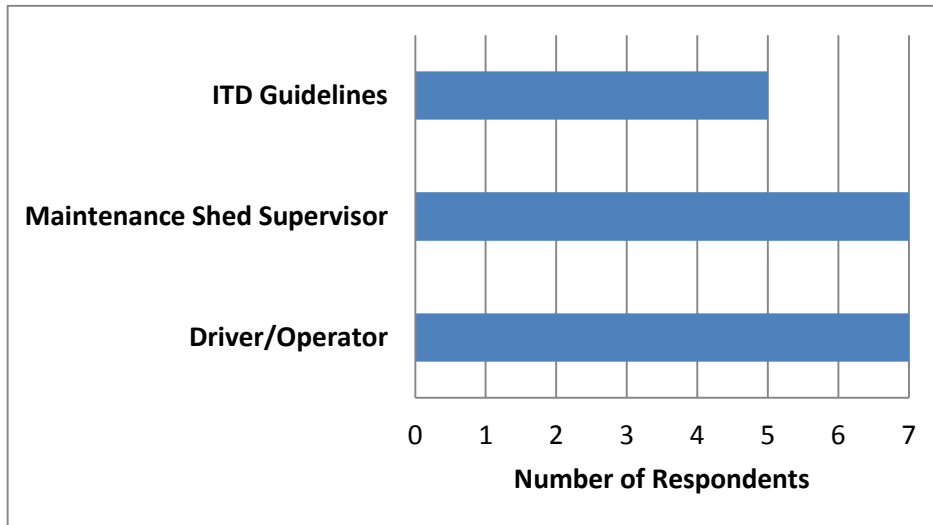 ITD Guidelines
Maintenance Shed Supervisor
Driver/Operator
0 1 2 3 4 5 6 7
Number of Respondents